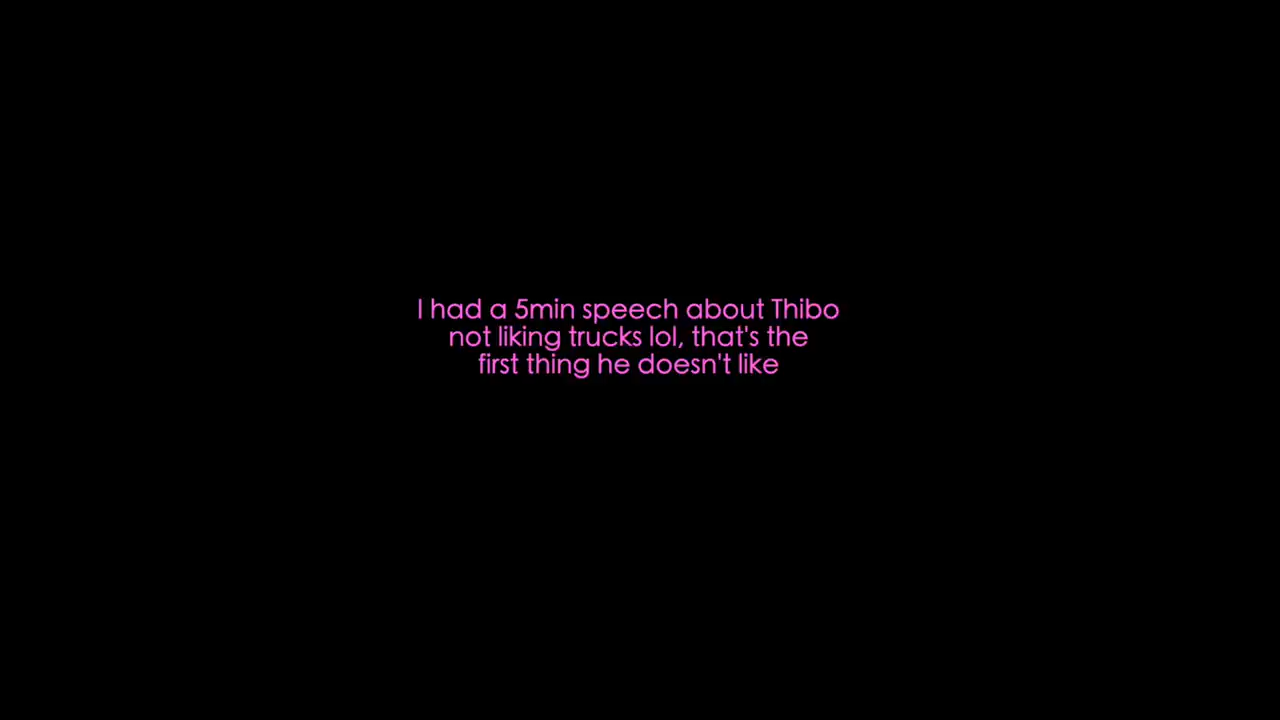 I had a 5min speech about Thibo
not liking trucks lol, that's the
first thing he doesn't like